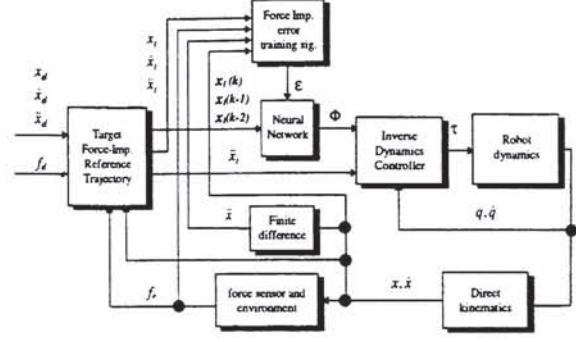 Force Imp.
error
training sig.
x_t
ẋ_t
ẍ_t
x_d
ẋ_d
ẍ_d
f_d
Target
Force-Imp.
Reference
Trajectory
x_t(k)
x_t(k-1)
x_t(k-2)
ε
Neural
Network
Φ
Inverse
Dynamics
Controller
τ
Robot
dynamics
ẍ_t
q, q̇
ẍ
Finite
difference
f_e
force sensor and
environment
x, ẋ
Direct
kinematics